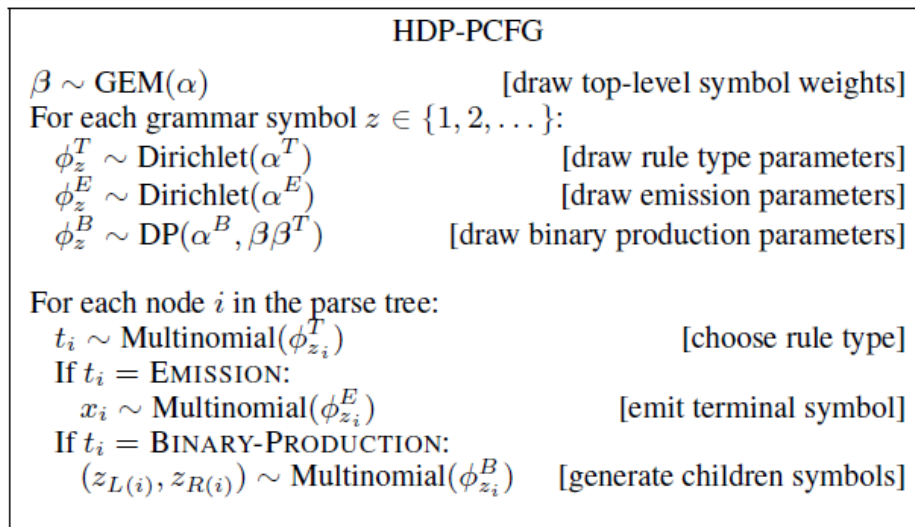 HDP-PCFG
β ∼ GEM(α) [draw top-level symbol weights]
For each grammar symbol z ∈ {1, 2, . . . }:
ϕ_z^T ∼ Dirichlet(α^T) [draw rule type parameters]
ϕ_z^E ∼ Dirichlet(α^E) [draw emission parameters]
ϕ_z^B ∼ DP(α^B, ββ^T) [draw binary production parameters]
For each node i in the parse tree:
t_i ∼ Multinomial(ϕ_{z_i}^T) [choose rule type]
If t_i = EMISSION:
x_i ∼ Multinomial(ϕ_{z_i}^E) [emit terminal symbol]
If t_i = BINARY-PRODUCTION:
(z_{L(i)}, z_{R(i)}) ∼ Multinomial(ϕ_{z_i}^B) [generate children symbols]